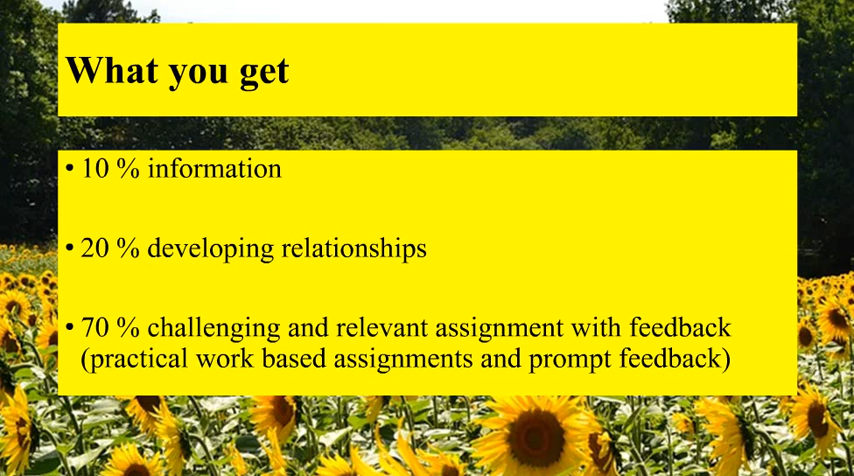 What you get
• 10 % information
• 20 % developing relationships
• 70 % challenging and relevant assignment with feedback
(practical work based assignments and prompt feedback)